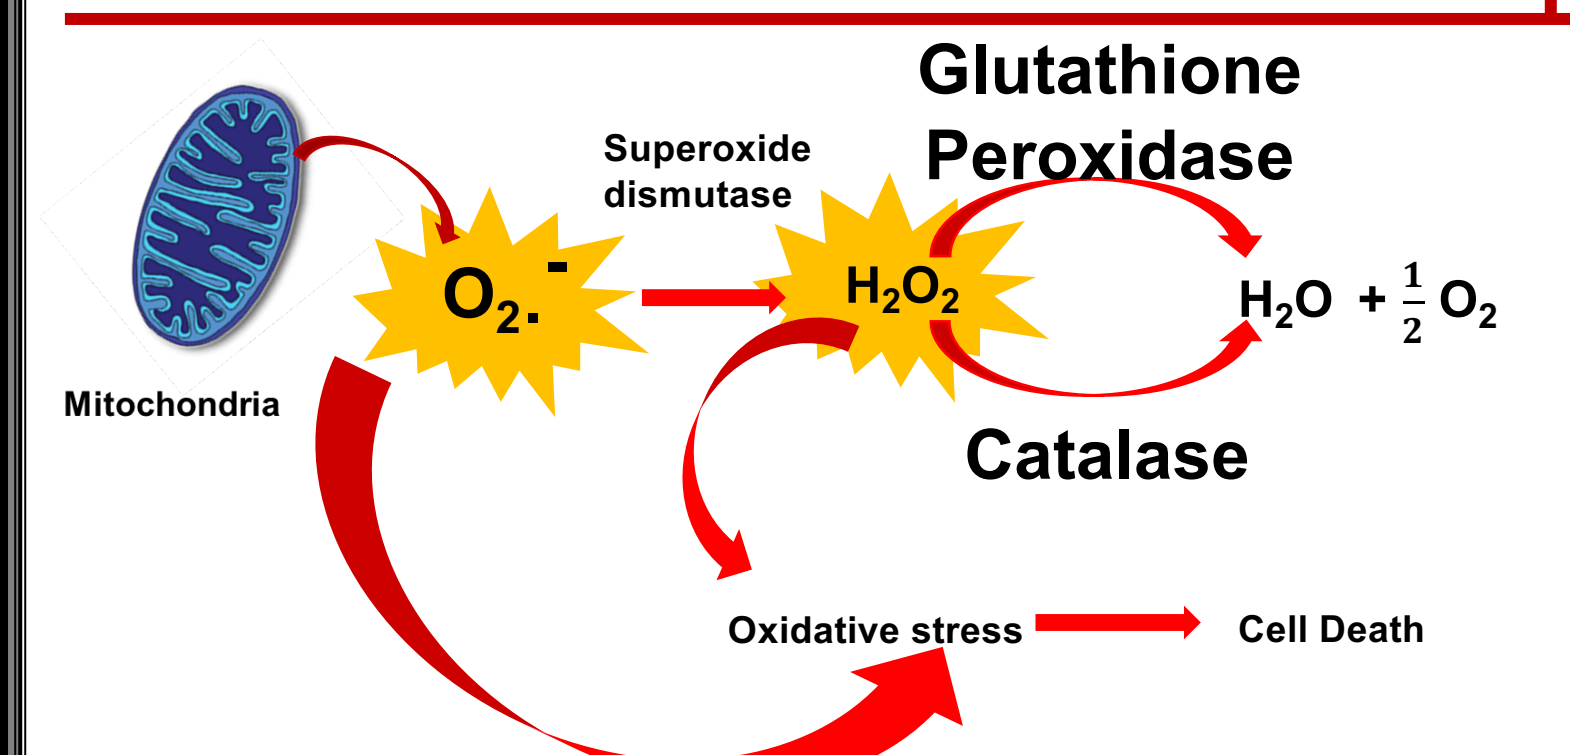 Glutathione
Peroxidase
Superoxide
dismutase
O₂.⁻
H₂O₂
H₂O + ½ O₂
Mitochondria
Catalase
Oxidative stress
Cell Death